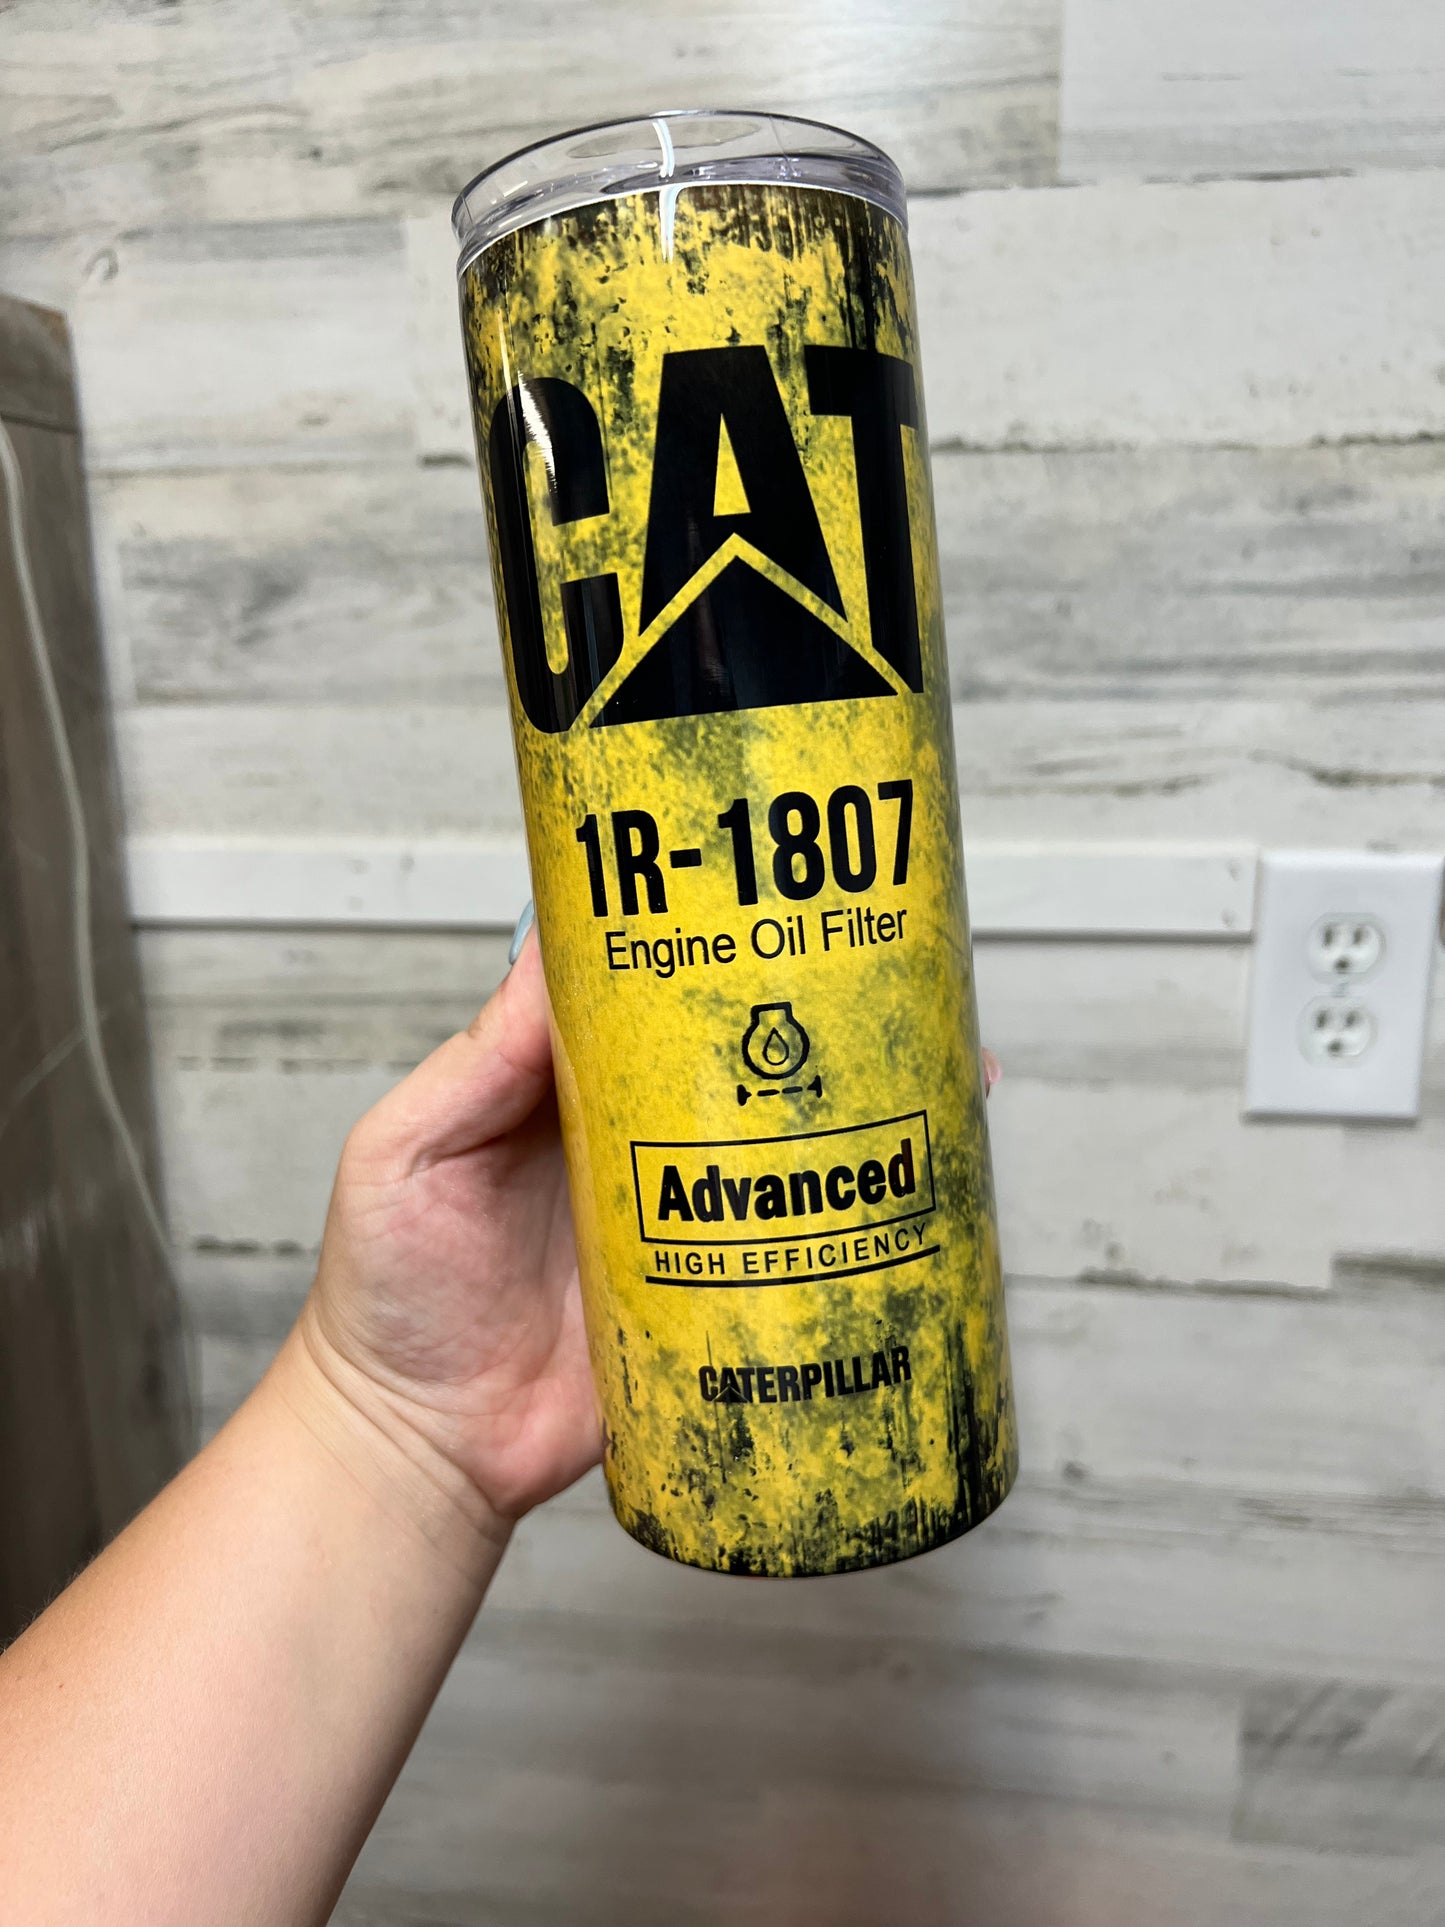 CAT
1R-1807
Engine Oil Filter
Advanced
HIGH EFFICIENCY
CATERPILLAR